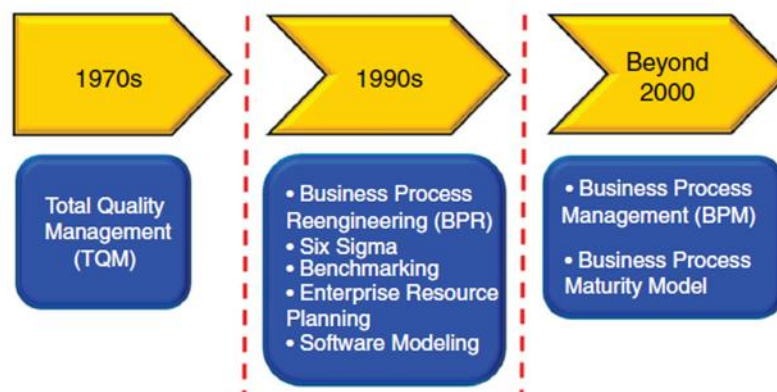 1970s
1990s
Beyond
2000
Total Quality
Management
(TQM)
• Business Process
Reengineering (BPR)
• Six Sigma
• Benchmarking
• Enterprise Resource
Planning
• Software Modeling
• Business Process
Management (BPM)
• Business Process
Maturity Model